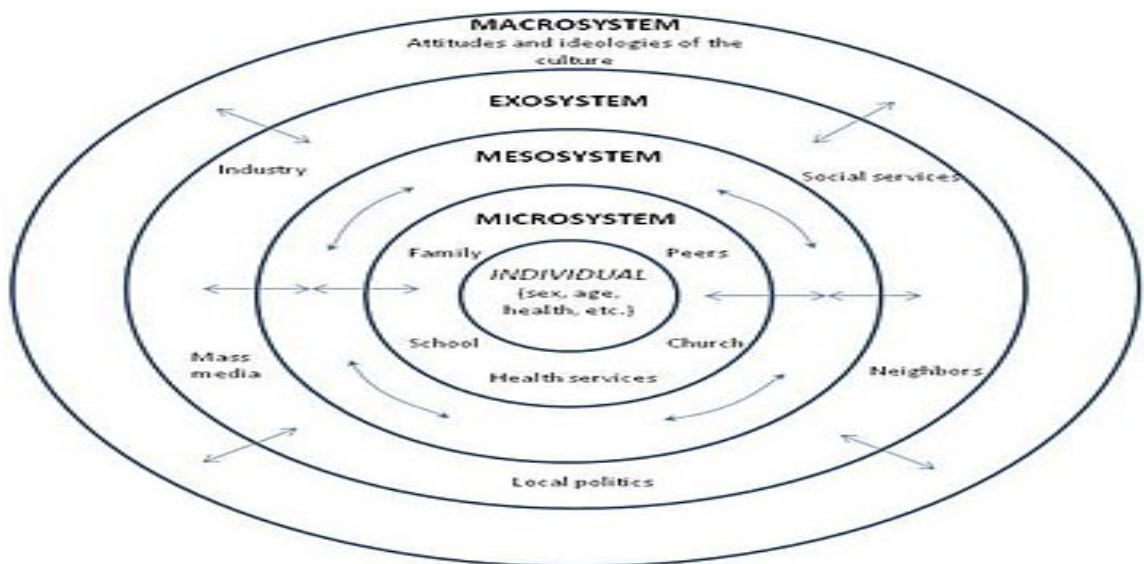 MACROSYSTEM
Attitudes and ideologies of the
culture
EXOSYSTEM
Industry
Social services
MESOSYSTEM
MICROSYSTEM
Family
Peers
INDIVIDUAL
{sex, age,
health, etc.}
School
Church
Health services
Mass
media
Neighbors
Local politics